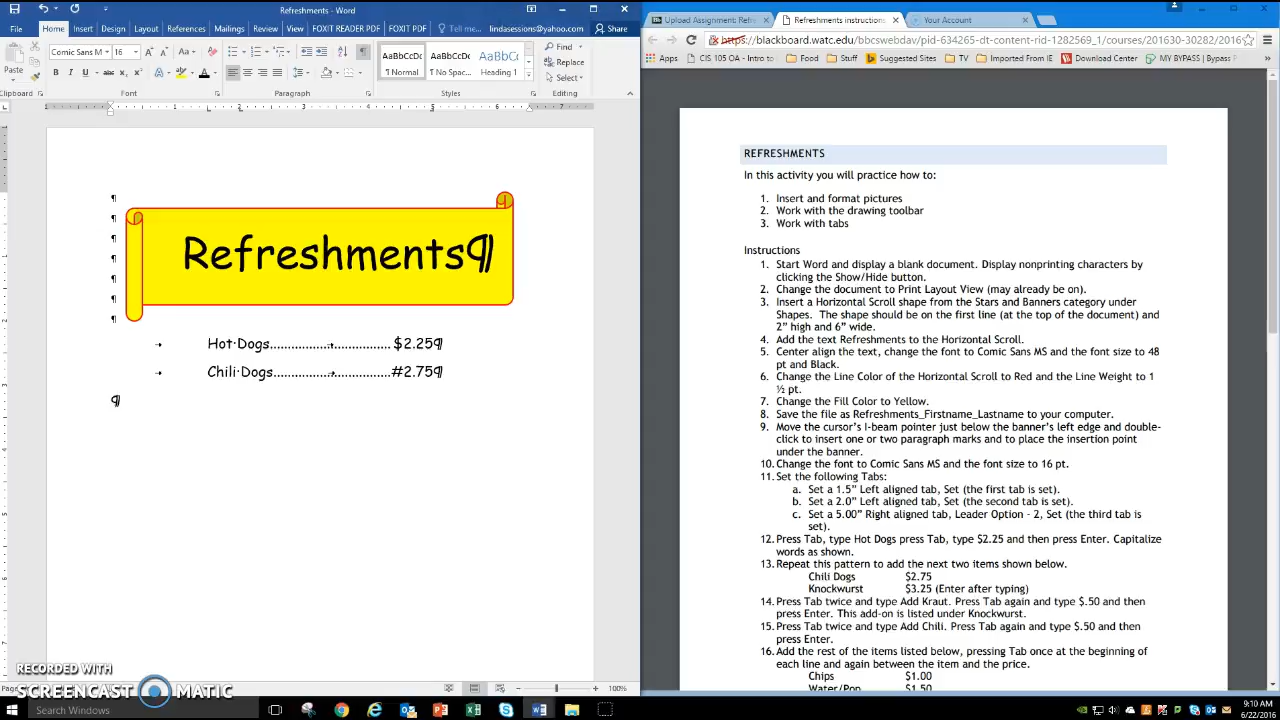 Refreshments - Word
File Home Insert Design Layout References Mailings Review View FOXIT READER PDF FOXIT PDF Tell me... lindasessions@yahoo.com Share
Comic Sans M 16
Paste
B I U abc x₂ x²
AaBbCcDc AaBbCcDc AaBbCc
¶ Normal ¶ No Spac... Heading 1
Find
Replace
Select
Clipboard Font Paragraph Styles Editing
¶
¶
¶
¶
¶
¶
¶
Refreshments¶
Hot·Dogs................................ $2.25¶
Chili·Dogs...............................#2.75¶
¶
RECORDED WITH
SCREENCAST MATIC
100%
Search Windows
Upload Assignment: Refr
Refreshments instructions
Your Account
https://blackboard.watc.edu/bbcswebdav/pid-634265-dt-content-rid-1282569_1/courses/201630-30282/2016
Apps CIS 105 OA - Intro to Food Stuff Suggested Sites TV Imported From IE Download Center MY BYPASS | Printing
REFRESHMENTS
In this activity you will practice how to:
1. Insert and format pictures
2. Work with the drawing toolbar
3. Work with tabs
Instructions
1. Start Word and display a blank document. Display nonprinting characters by
clicking the Show/Hide button.
2. Change the document to Print Layout View (may already be on).
3. Insert a Horizontal Scroll shape from the Stars and Banners category under
Shapes. The shape should be on the first line (at the top of the document) and
2” high and 6” wide.
4. Add the text Refreshments to the Horizontal Scroll.
5. Center align the text, change the font to Comic Sans MS and the font size to 48
pt and Black.
6. Change the Line Color of the Horizontal Scroll to Red and the Line Weight to 1
½ pt.
7. Change the Fill Color to Yellow.
8. Save the file as Refreshments_Firstname_Lastname to your computer.
9. Move the cursor’s I-beam pointer just below the banner’s left edge and double-
click to insert one or two paragraph marks and to place the insertion point
under the banner.
10. Change the font to Comic Sans MS and the font size to 16 pt.
11. Set the following Tabs:
a. Set a 1.5” Left aligned tab, Set (the first tab is set).
b. Set a 2.0” Left aligned tab, Set (the second tab is set).
c. Set a 5.00” Right aligned tab, Leader Option - 2, Set (the third tab is
set).
12. Press Tab, type Hot Dogs press Tab, type $2.25 and then press Enter. Capitalize
words as shown.
13. Repeat this pattern to add the next two items shown below.
Chili Dogs $2.75
Knockwurst $3.25 (Enter after typing)
14. Press Tab twice and type Add Kraut. Press Tab again and type $.50 and then
press Enter. This add-on is listed under Knockwurst.
15. Press Tab twice and type Add Chili. Press Tab again and type $.50 and then
press Enter.
16. Add the rest of the items listed below, pressing Tab once at the beginning of
each line and again between the item and the price.
Chips $1.00
Water/Pop $1.50
9:10 AM
6/22/2016